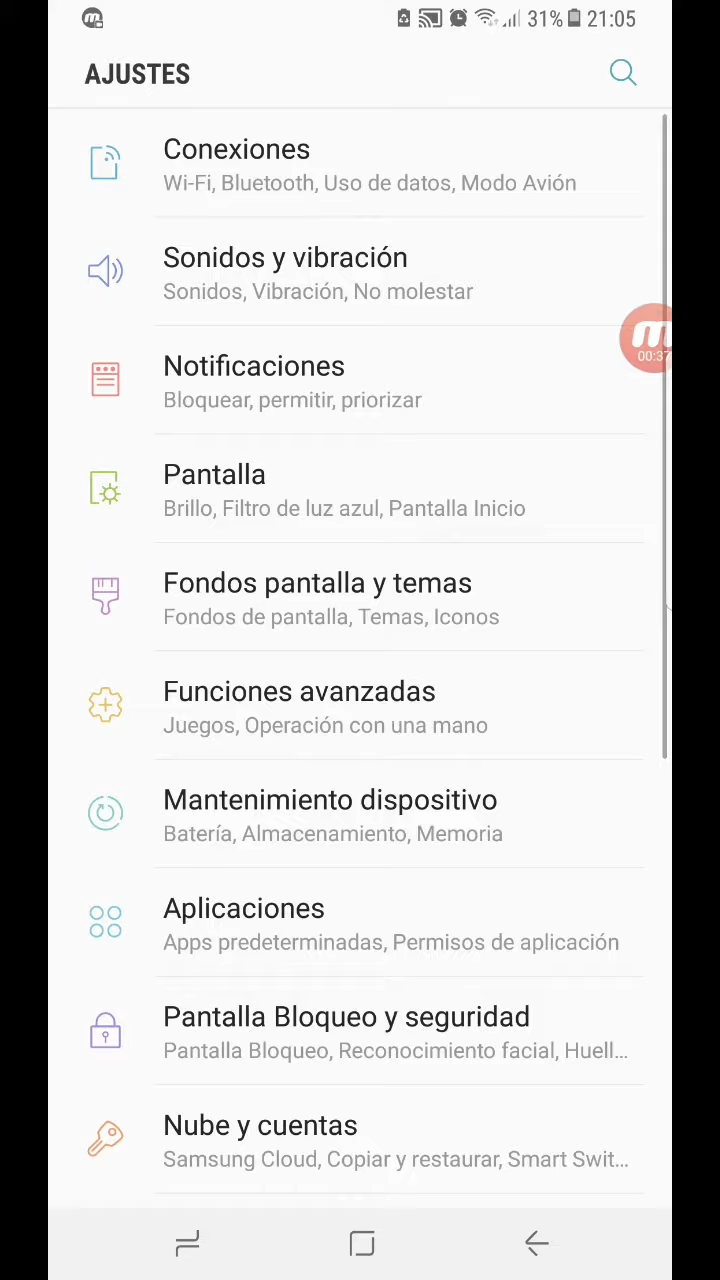 31% 21:05
AJUSTES
Conexiones
Wi-Fi, Bluetooth, Uso de datos, Modo Avión
Sonidos y vibración
Sonidos, Vibración, No molestar
Notificaciones
Bloquear, permitir, priorizar
00:37
Pantalla
Brillo, Filtro de luz azul, Pantalla Inicio
Fondos pantalla y temas
Fondos de pantalla, Temas, Iconos
Funciones avanzadas
Juegos, Operación con una mano
Mantenimiento dispositivo
Batería, Almacenamiento, Memoria
Aplicaciones
Apps predeterminadas, Permisos de aplicación
Pantalla Bloqueo y seguridad
Pantalla Bloqueo, Reconocimiento facial, Huell...
Nube y cuentas
Samsung Cloud, Copiar y restaurar, Smart Swit...